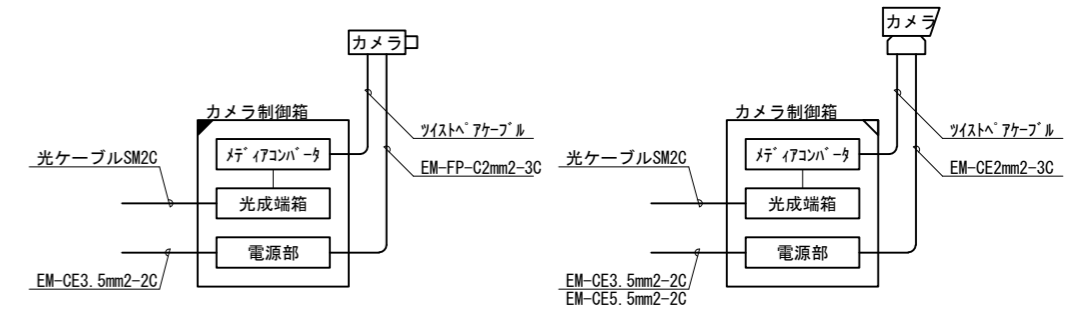 カメラ
カメラ制御箱
ツイストペアケーブル
メディアコンバータ
光ケーブルSM2C
EM-FP-C2mm2-3C
光成端箱
電源部
EM-CE3.5mm2-2C
カメラ
カメラ制御箱
ツイストペアケーブル
メディアコンバータ
光ケーブルSM2C
EM-CE2mm2-3C
光成端箱
電源部
EM-CE3.5mm2-2C
EM-CE5.5mm2-2C